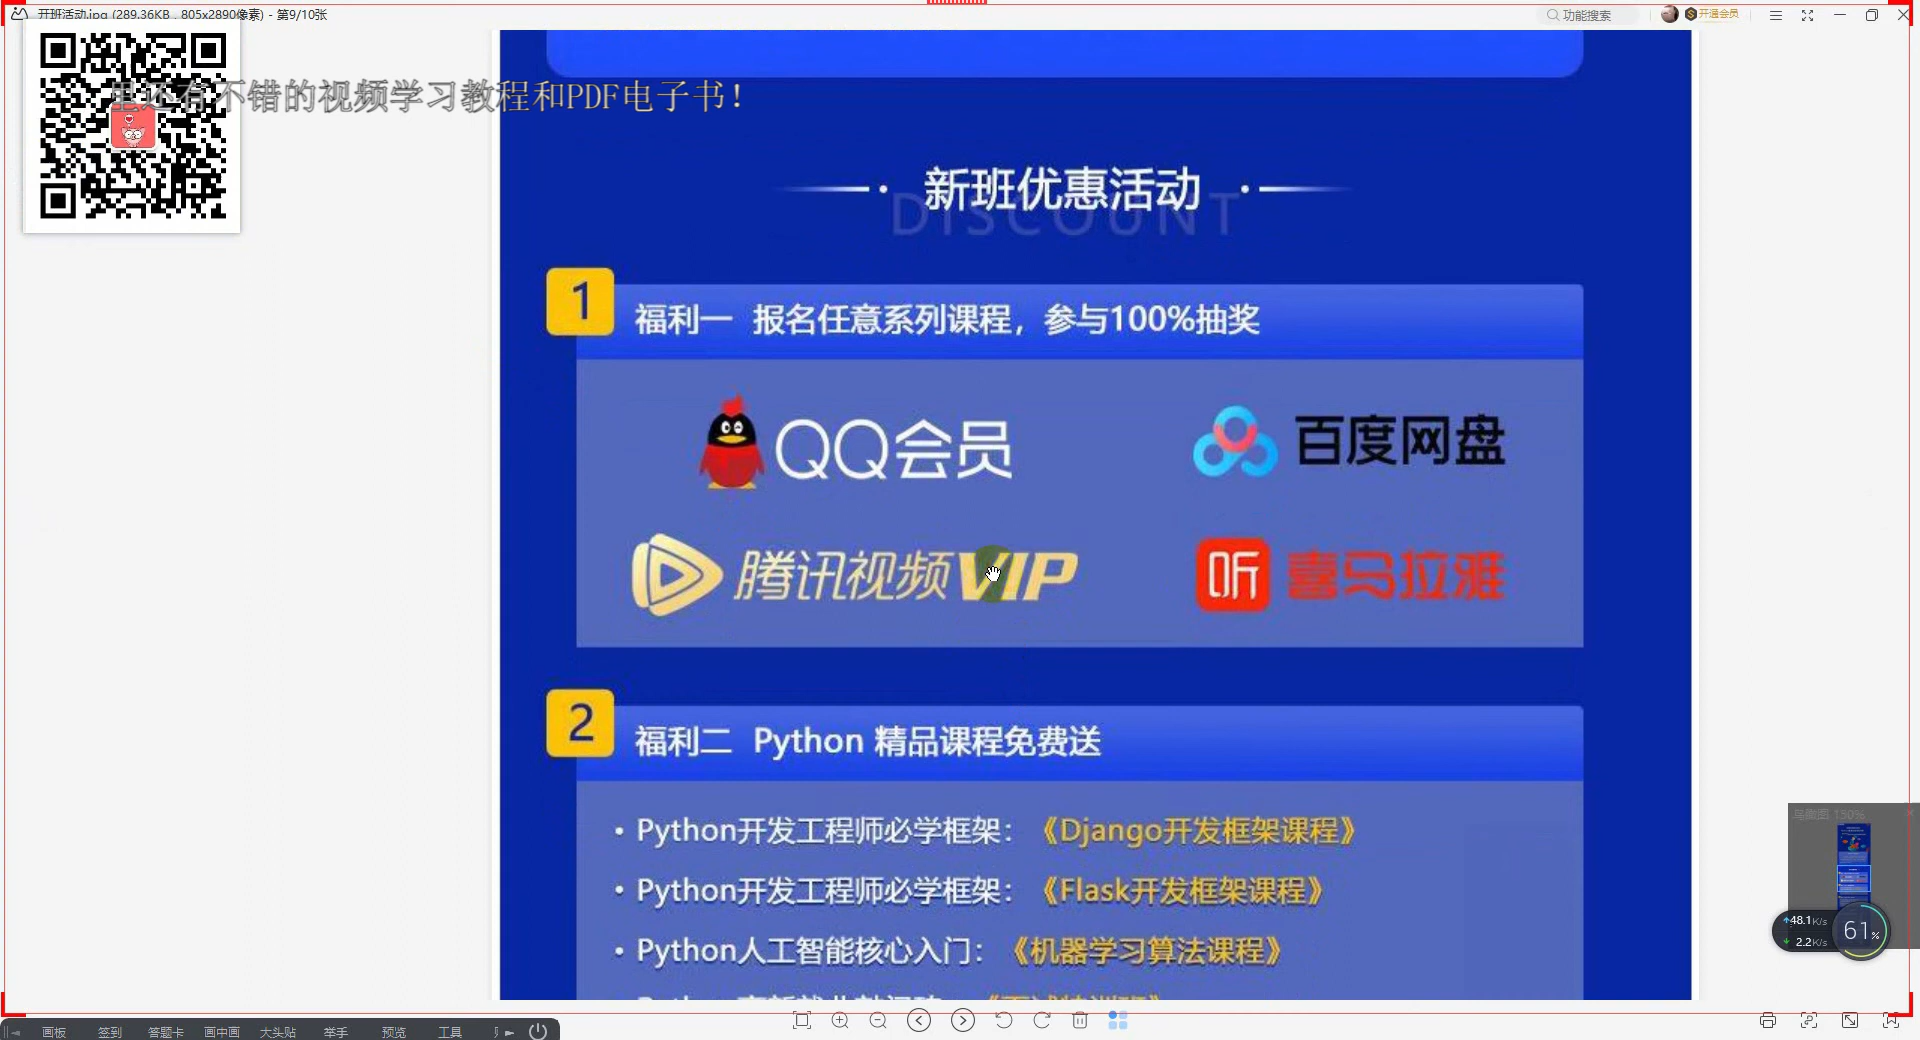 开班活动.jpg (289.36KB , 805x2890像素) - 第9/10张
功能搜索
开通会员
里还有不错的视频学习教程和PDF电子书!
新班优惠活动
DISCOUNT
1
福利一 报名任意系列课程，参与100%抽奖
QQ会员
百度网盘
腾讯视频VIP
听 喜马拉雅
2
福利二 Python 精品课程免费送
• Python开发工程师必学框架：《Django开发框架课程》
• Python开发工程师必学框架：《Flask开发框架课程》
• Python人工智能核心入门：《机器学习算法课程》
鸟瞰图 150%
48.1K/s
2.2K/s
61%
画板 签到 答题卡 画中画 大头贴 举手 预览 工具